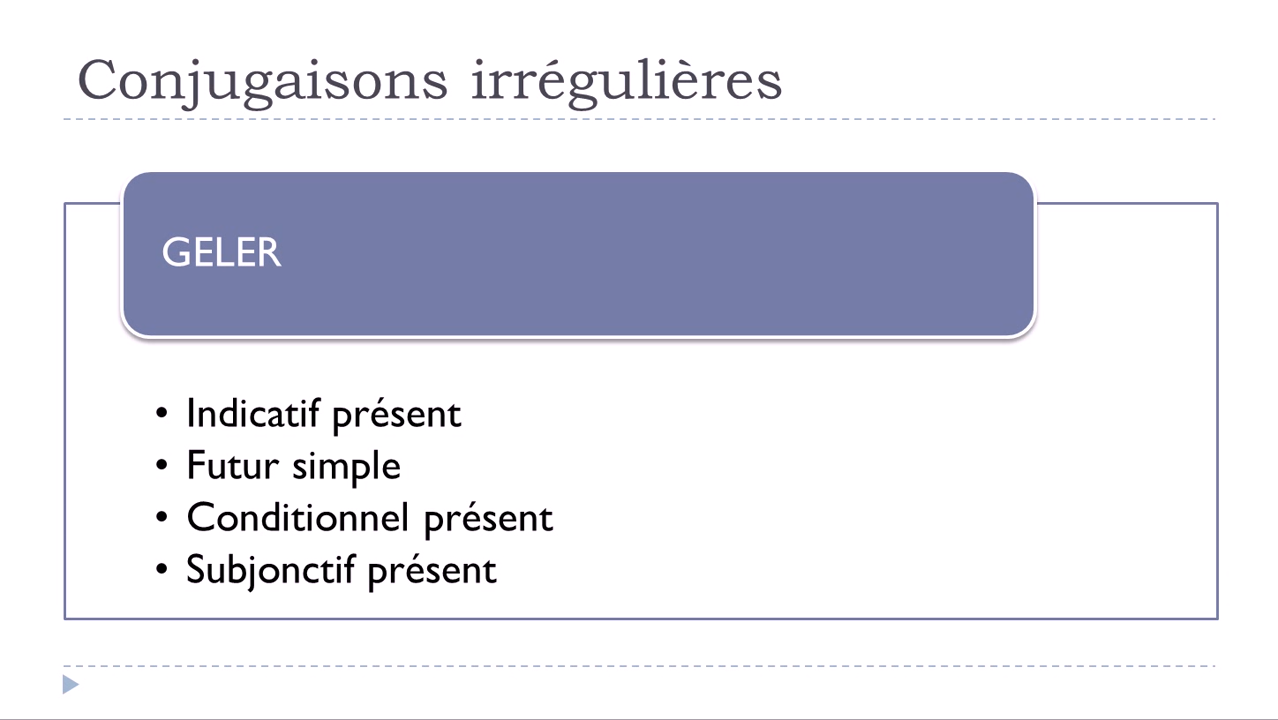 Conjugaisons irrégulières
GELER
• Indicatif présent
• Futur simple
• Conditionnel présent
• Subjonctif présent